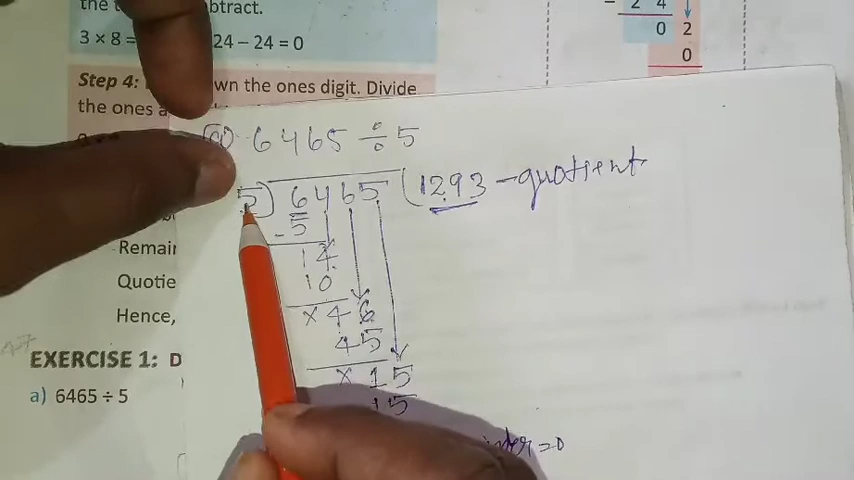 btract.
3 × 8 =
24 – 24 = 0
Step 4:
wn the ones digit. Divide
the ones
- 2 4
0 2
0
a) 6465 ÷ 5
5) 6465 (1293 – quotient
- 5
14
10
× 46
45
× 15
15
=0
Remain
Quotie
Hence,
EXERCISE 1: D
a) 6465 ÷ 5